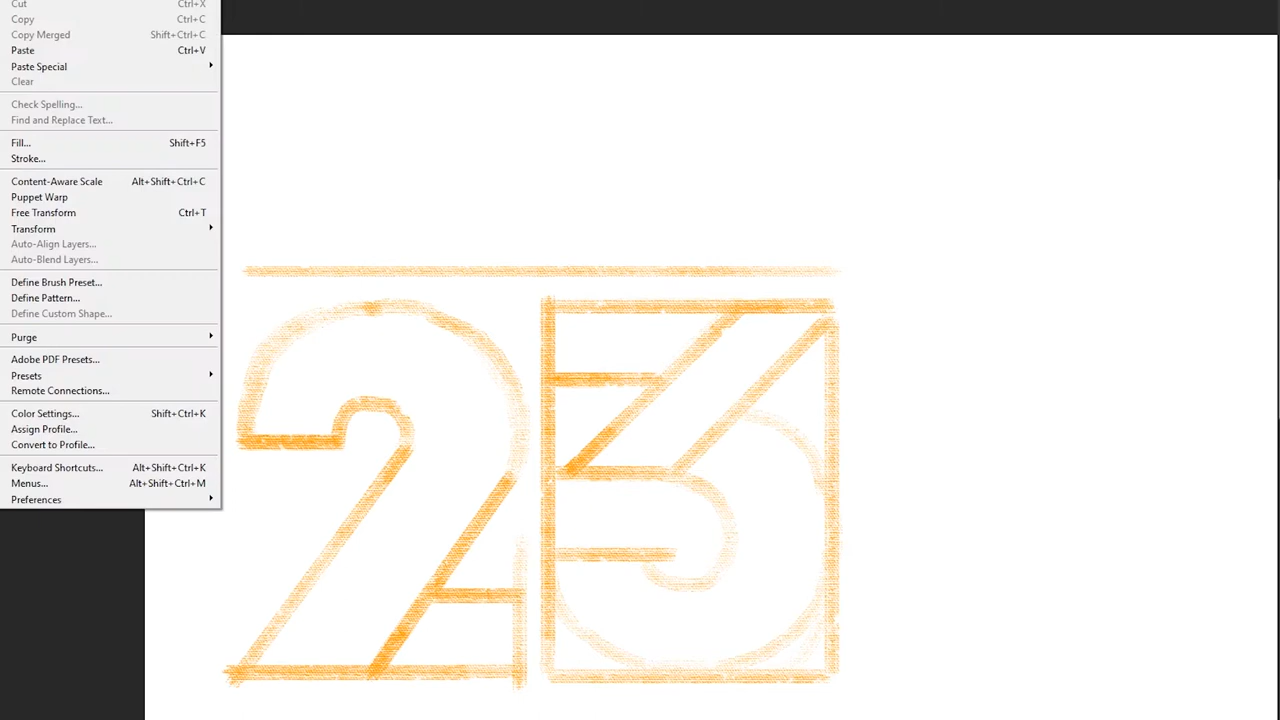 Cut Ctrl+X
Copy Ctrl+C
Copy Merged Shift+Ctrl+C
Paste Ctrl+V
Paste Special
Clear
Check Spelling...
Find and Replace Text...
Fill... Shift+F5
Stroke...
Content-Aware Scale Alt+Shift+Ctrl+C
Puppet Warp
Free Transform Ctrl+T
Transform
Auto-Align Layers...
Auto-Blend Layers...
Define Brush Preset...
Define Pattern...
Define Custom Shape...
Purge
Adobe PDF Presets...
Presets
Remote Connections...
Color Settings... Shift+Ctrl+K
Assign Profile...
Convert to Profile...
Keyboard Shortcuts... Alt+Shift+Ctrl+K
Menus... Alt+Shift+Ctrl+M
Preferences
23